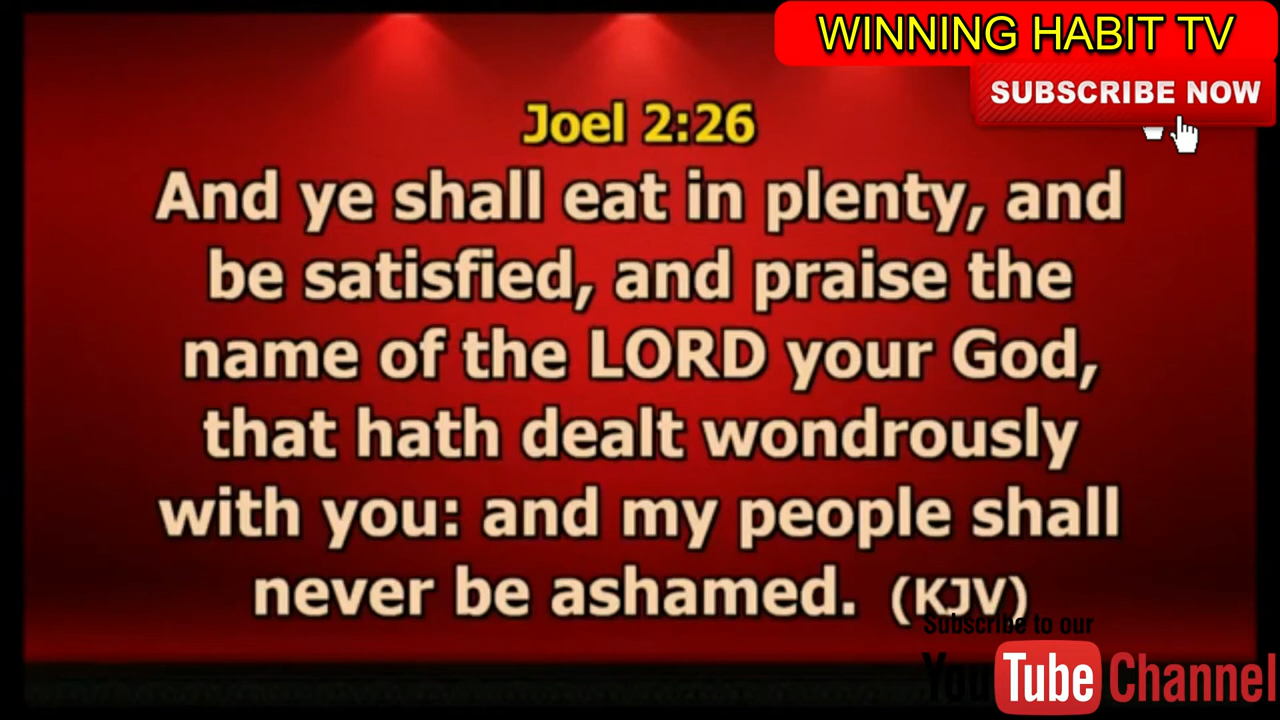 WINNING HABIT TV
SUBSCRIBE NOW
Joel 2:26
And ye shall eat in plenty, and
be satisfied, and praise the
name of the LORD your God,
that hath dealt wondrously
with you: and my people shall
never be ashamed. (KJV)
Subscribe to our
YouTube Channel